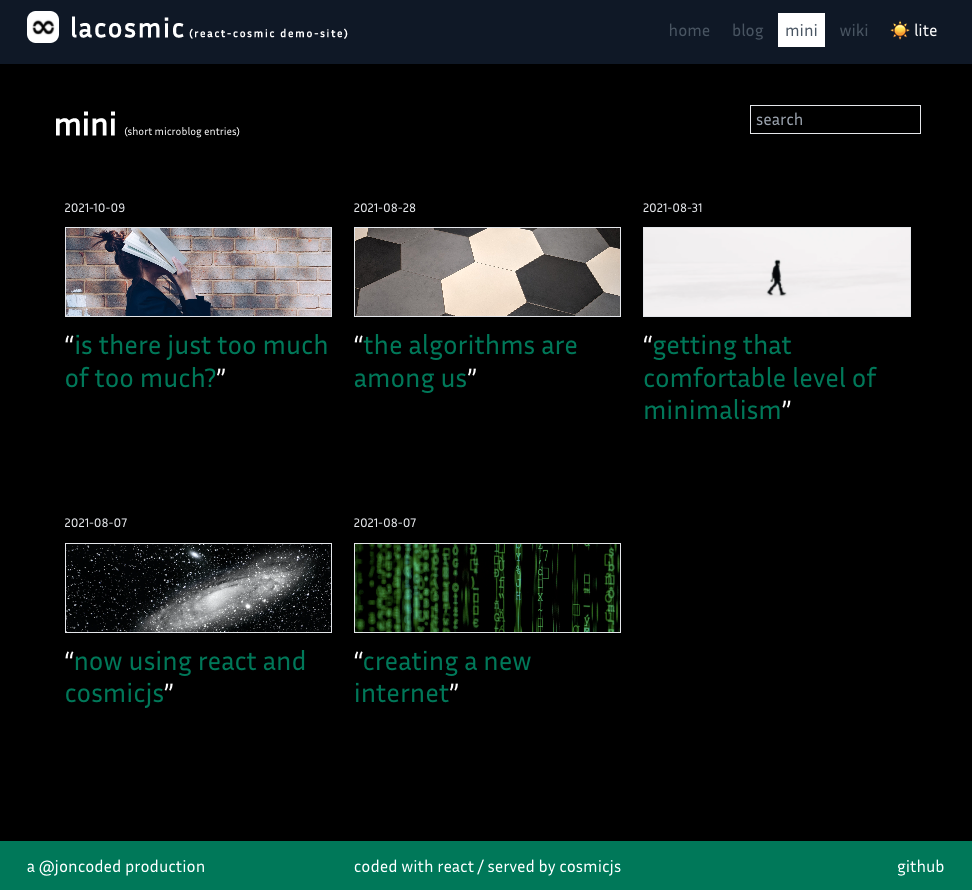 lacosmic (react-cosmic demo-site)
home blog mini wiki ☀️ lite
mini (short microblog entries)
search
2021-10-09
“is there just too much
of too much?”
2021-08-28
“the algorithms are
among us”
2021-08-31
“getting that
comfortable level of
minimalism”
2021-08-07
“now using react and
cosmicjs”
2021-08-07
“creating a new
internet”
a @joncoded production
coded with react / served by cosmicjs
github